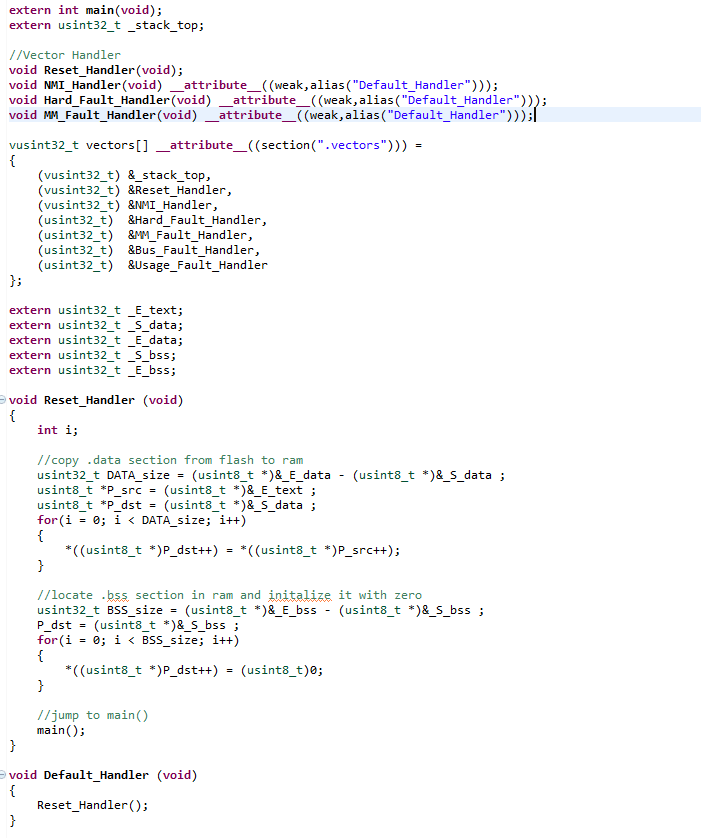 extern int main(void);
extern usint32_t _stack_top;
//Vector Handler
void Reset_Handler(void);
void NMI_Handler(void) __attribute__((weak,alias("Default_Handler")));
void Hard_Fault_Handler(void) __attribute__((weak,alias("Default_Handler")));
void MM_Fault_Handler(void) __attribute__((weak,alias("Default_Handler")));
vusint32_t vectors[] __attribute__((section(".vectors"))) =
{
    (vusint32_t) &_stack_top,
    (vusint32_t) &Reset_Handler,
    (vusint32_t) &NMI_Handler,
    (usint32_t)  &Hard_Fault_Handler,
    (usint32_t)  &MM_Fault_Handler,
    (usint32_t)  &Bus_Fault_Handler,
    (usint32_t)  &Usage_Fault_Handler
};
extern usint32_t _E_text;
extern usint32_t _S_data;
extern usint32_t _E_data;
extern usint32_t _S_bss;
extern usint32_t _E_bss;
void Reset_Handler (void)
{
    int i;
    //copy .data section from flash to ram
    usint32_t DATA_size = (usint8_t *)&_E_data - (usint8_t *)&_S_data ;
    usint8_t *P_src = (usint8_t *)&_E_text ;
    usint8_t *P_dst = (usint8_t *)&_S_data ;
    for(i = 0; i < DATA_size; i++)
    {
        *((usint8_t *)P_dst++) = *((usint8_t *)P_src++);
    }
    //locate .bss section in ram and initalize it with zero
    usint32_t BSS_size = (usint8_t *)&_E_bss - (usint8_t *)&_S_bss ;
    P_dst = (usint8_t *)&_S_bss ;
    for(i = 0; i < BSS_size; i++)
    {
        *((usint8_t *)P_dst++) = (usint8_t)0;
    }
    //jump to main()
    main();
}
void Default_Handler (void)
{
    Reset_Handler();
}